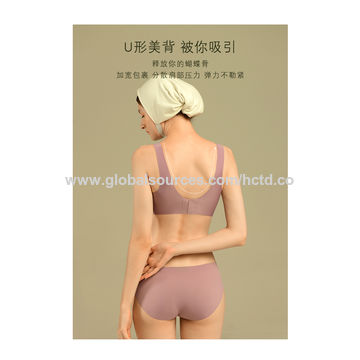 U形美背 被你吸引
释放你的蝴蝶骨
加宽包裹 分散肩部压力 弹力不勒紧
www.globalsources.com/hctd.co